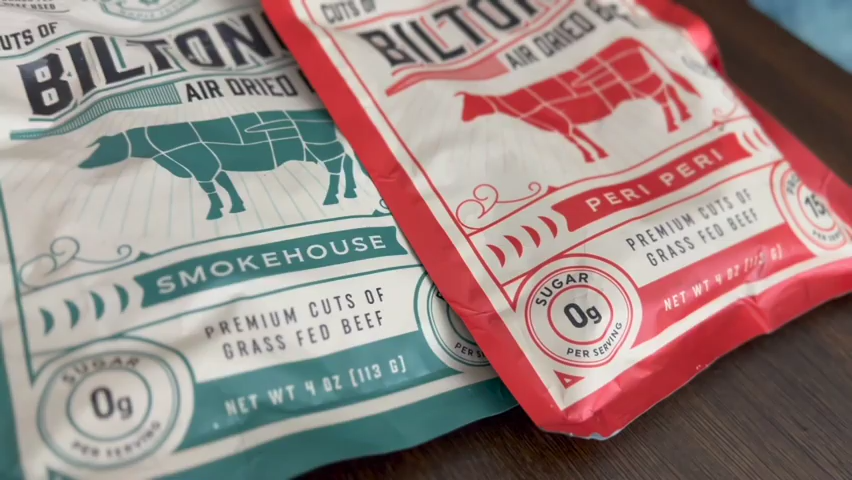 UTS OF
BILTON
AIR DRIED
SMOKEHOUSE
PREMIUM CUTS OF
GRASS FED BEEF
NET WT 4 OZ [113 G]
SUGAR
0g
PER SERVING
CUTS OF
BILTON
AIR DRIED
PERI PERI
PREMIUM CUTS OF
GRASS FED BEEF
NET WT 4 OZ [113 G]
SUGAR
0g
PER SERVING
15
PER SE